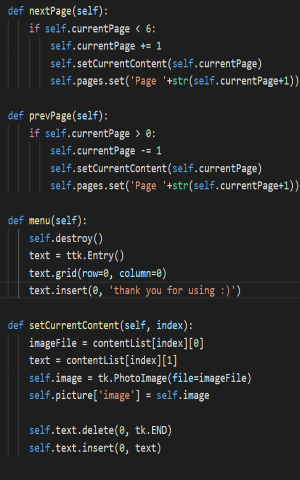 def nextPage(self):
    if self.currentPage < 6:
        self.currentPage += 1
        self.setCurrentContent(self.currentPage)
        self.pages.set('Page '+str(self.currentPage+1))
def prevPage(self):
    if self.currentPage > 0:
        self.currentPage -= 1
        self.setCurrentContent(self.currentPage)
        self.pages.set('Page '+str(self.currentPage+1))
def menu(self):
    self.destroy()
    text = ttk.Entry()
    text.grid(row=0, column=0)
    text.insert(0, 'thank you for using :)')
def setCurrentContent(self, index):
    imageFile = contentList[index][0]
    text = contentList[index][1]
    self.image = tk.PhotoImage(file=imageFile)
    self.picture['image'] = self.image
    self.text.delete(0, tk.END)
    self.text.insert(0, text)